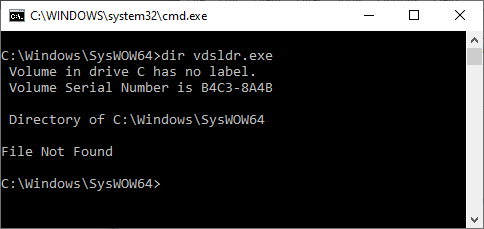 C:\WINDOWS\system32\cmd.exe
C:\Windows\SysWOW64>dir vdsldr.exe
Volume in drive C has no label.
Volume Serial Number is B4C3-8A4B
Directory of C:\Windows\SysWOW64
File Not Found
C:\Windows\SysWOW64>